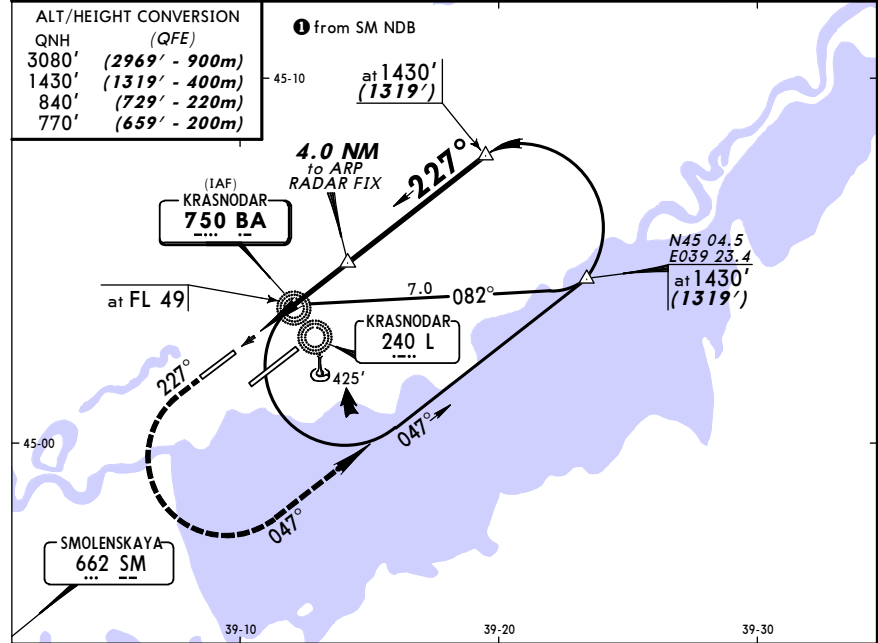 ALT/HEIGHT CONVERSION
QNH (QFE)
3080' (2969' - 900m)
1430' (1319' - 400m)
840' (729' - 220m)
770' (659' - 200m)
❶ from SM NDB
45-10
at 1430'
(1319')
4.0 NM
to ARP
RADAR FIX
227°
(IAF)
KRASNODAR
750 BA
-... .-
N45 04.5
E039 23.4
at 1430'
(1319')
at FL 49
7.0 082°
KRASNODAR
240 L
.-..
425'
227°
047°
45-00
047°
SMOLENSKAYA
662 SM
... --
39-10
39-20
39-30